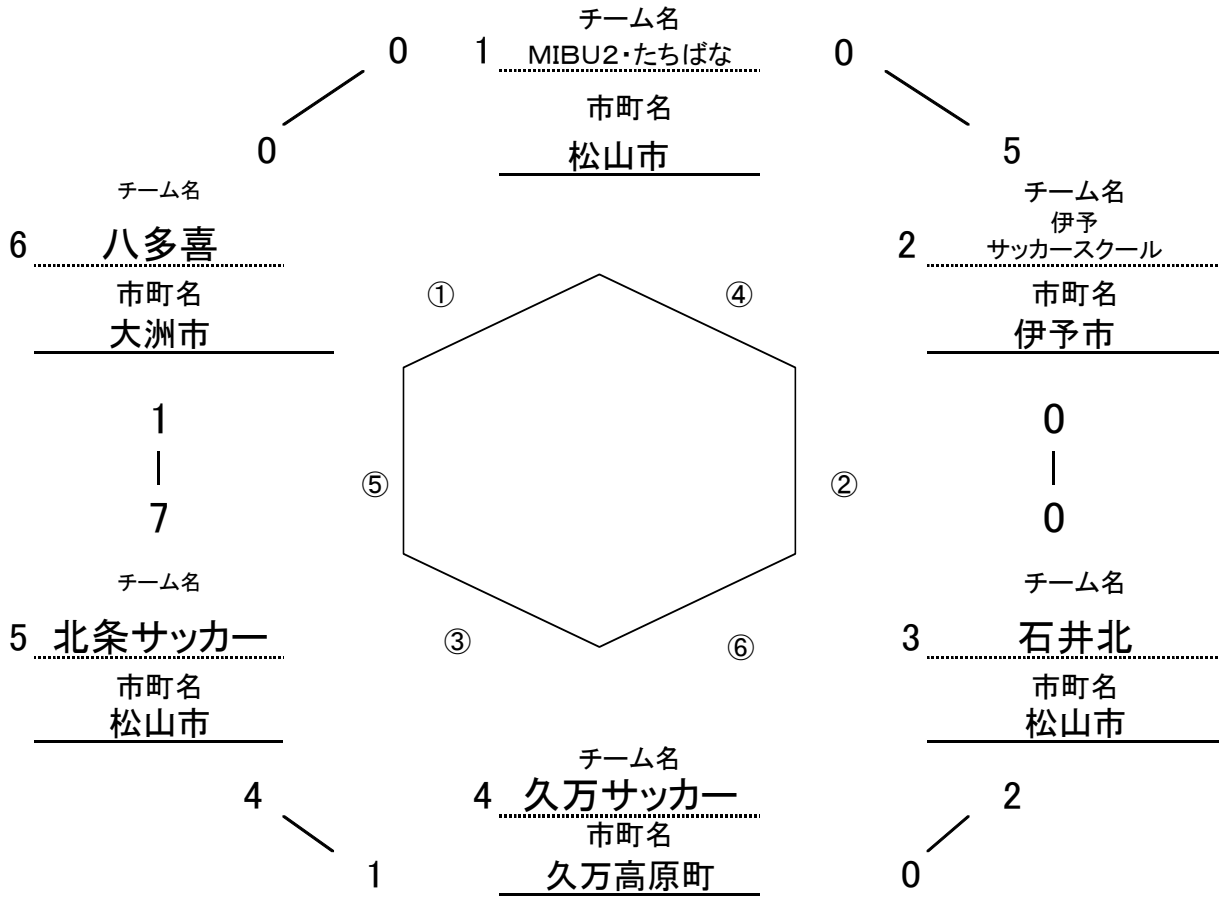 チーム名
0 1 MIBU2・たちばな 0
市町名
0 松山市 5
チーム名 チーム名
伊予
6 八多喜 2 サッカースクール
市町名 ① ④ 市町名
大洲市 伊予市
1 0
| |
⑤ ②
7 0
チーム名 チーム名
5 北条サッカー ③ ⑥ 3 石井北
市町名 市町名
松山市 松山市
チーム名
4 4 久万サッカー 2
市町名
1 久万高原町 0